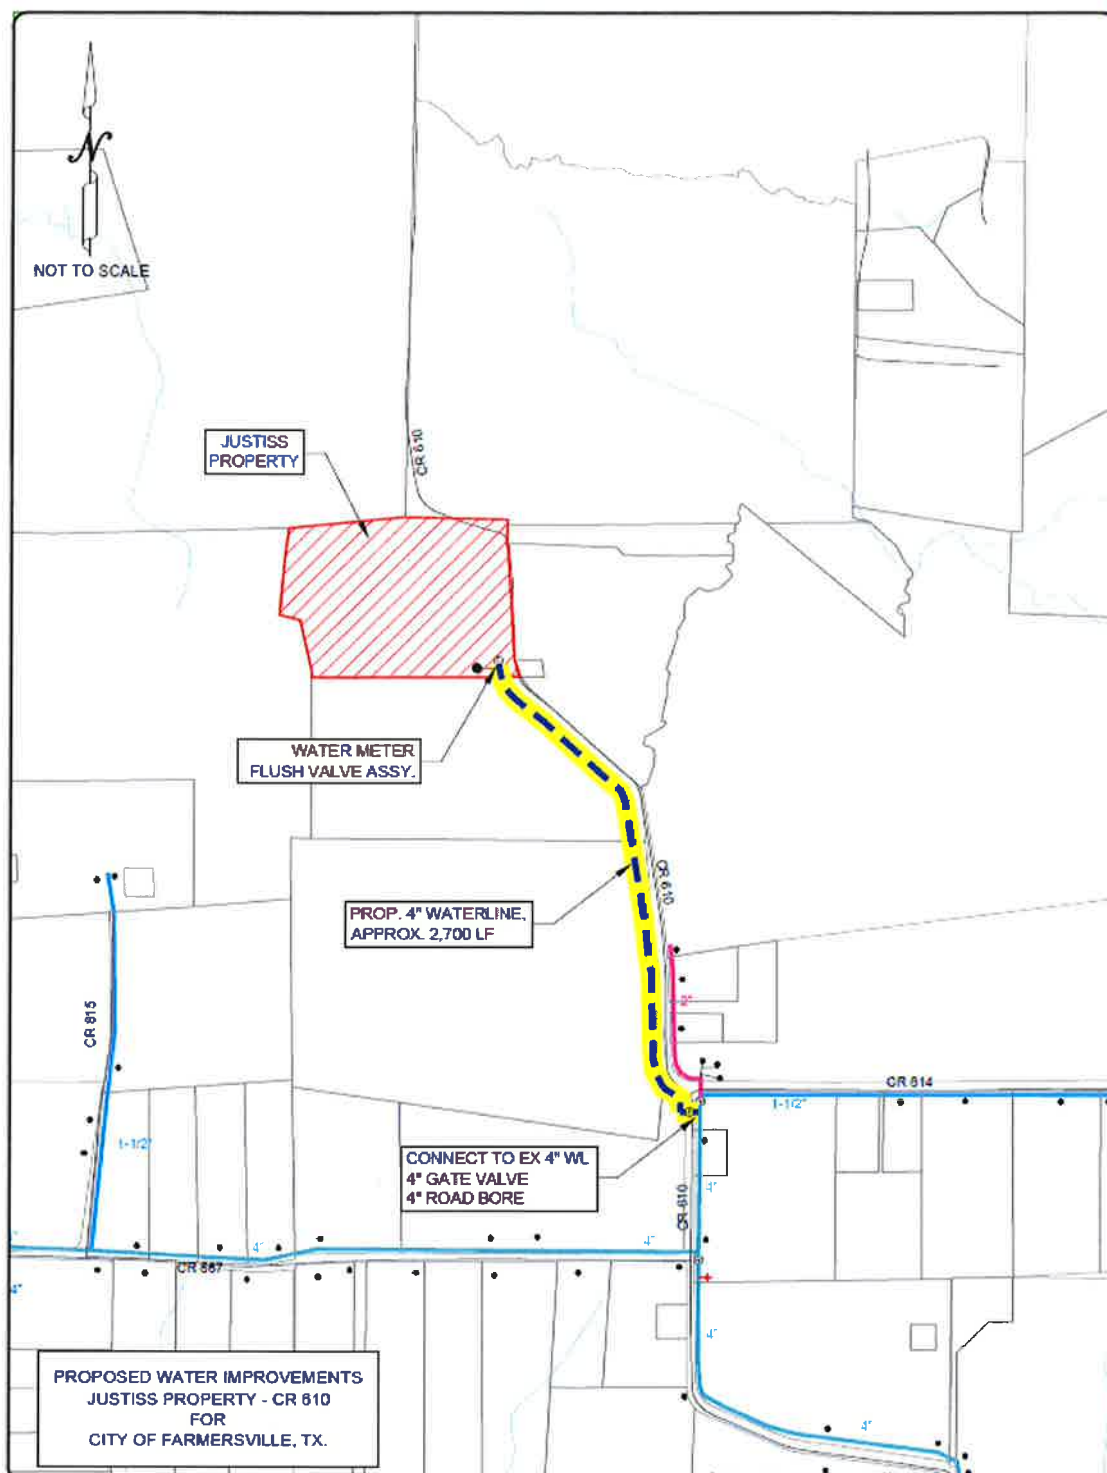 N
NOT TO SCALE
JUSTISS
PROPERTY
CR 610
WATER METER
FLUSH VALVE ASSY.
PROP. 4" WATERLINE,
APPROX. 2,700 LF
CR 610
2"
CR 615
1-1/2"
CR 614
1-1/2"
CONNECT TO EX 4" WL
4" GATE VALVE
4" ROAD BORE
4"
CR 610
4"
4"
CR 667
4"
4"
4"
PROPOSED WATER IMPROVEMENTS
JUSTISS PROPERTY - CR 610
FOR
CITY OF FARMERSVILLE, TX.